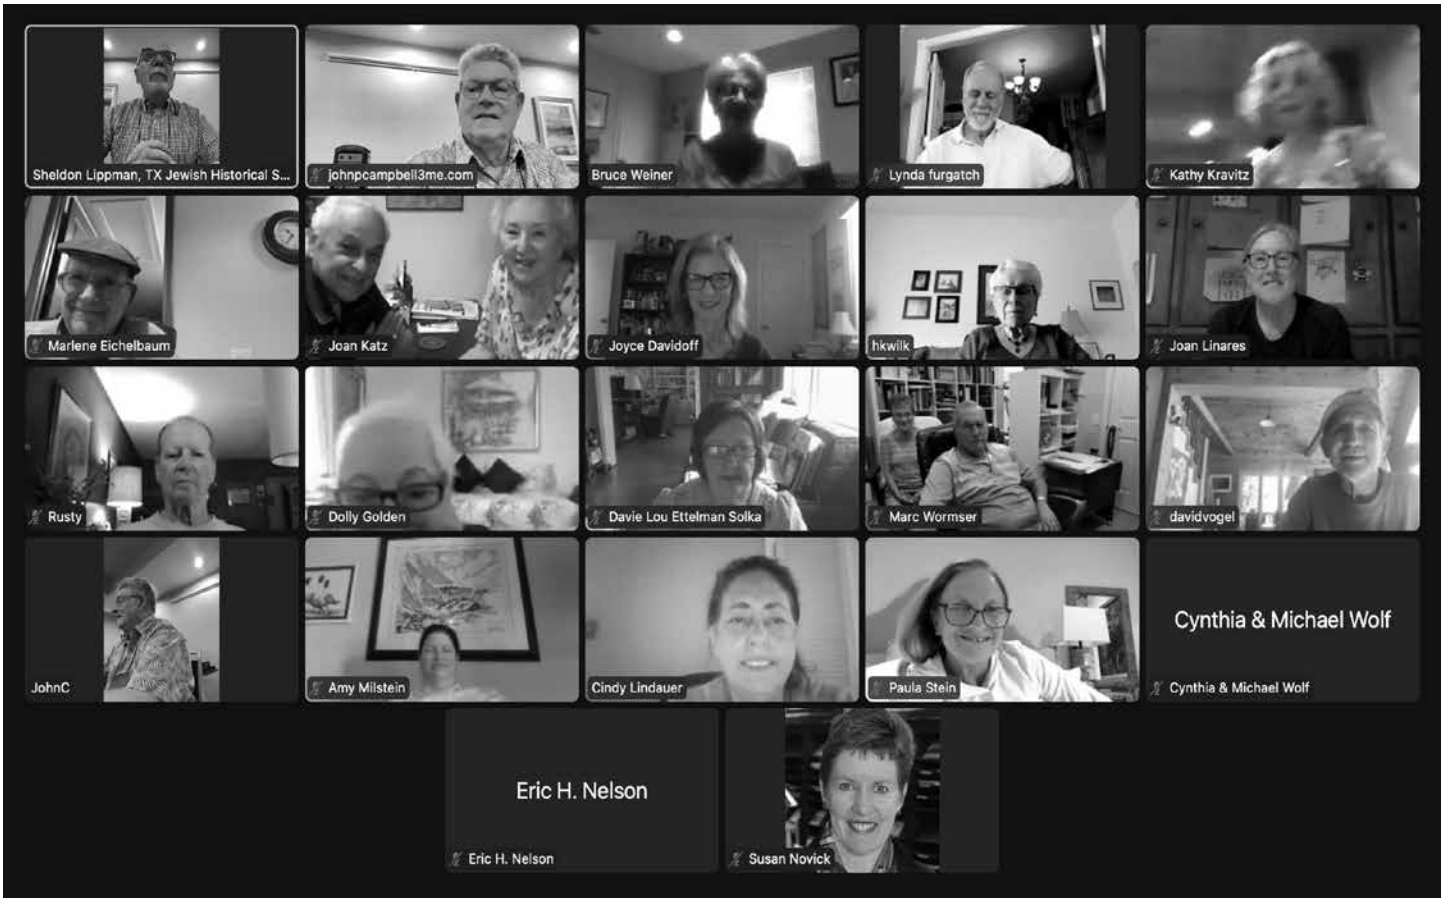 Sheldon Lippman, TX Jewish Historical S...
johnpcampbell3me.com
Bruce Weiner
Lynda furgatch
Kathy Kravitz
Marlene Eichelbaum
Joan Katz
Joyce Davidoff
hkwilk
Joan Linares
Rusty
Dolly Golden
Davie Lou Ettelman Solka
Marc Wormser
davidvogel
JohnC
Amy Milstein
Cindy Lindauer
Paula Stein
Cynthia & Michael Wolf
Cynthia & Michael Wolf
Eric H. Nelson
Eric H. Nelson
Susan Novick